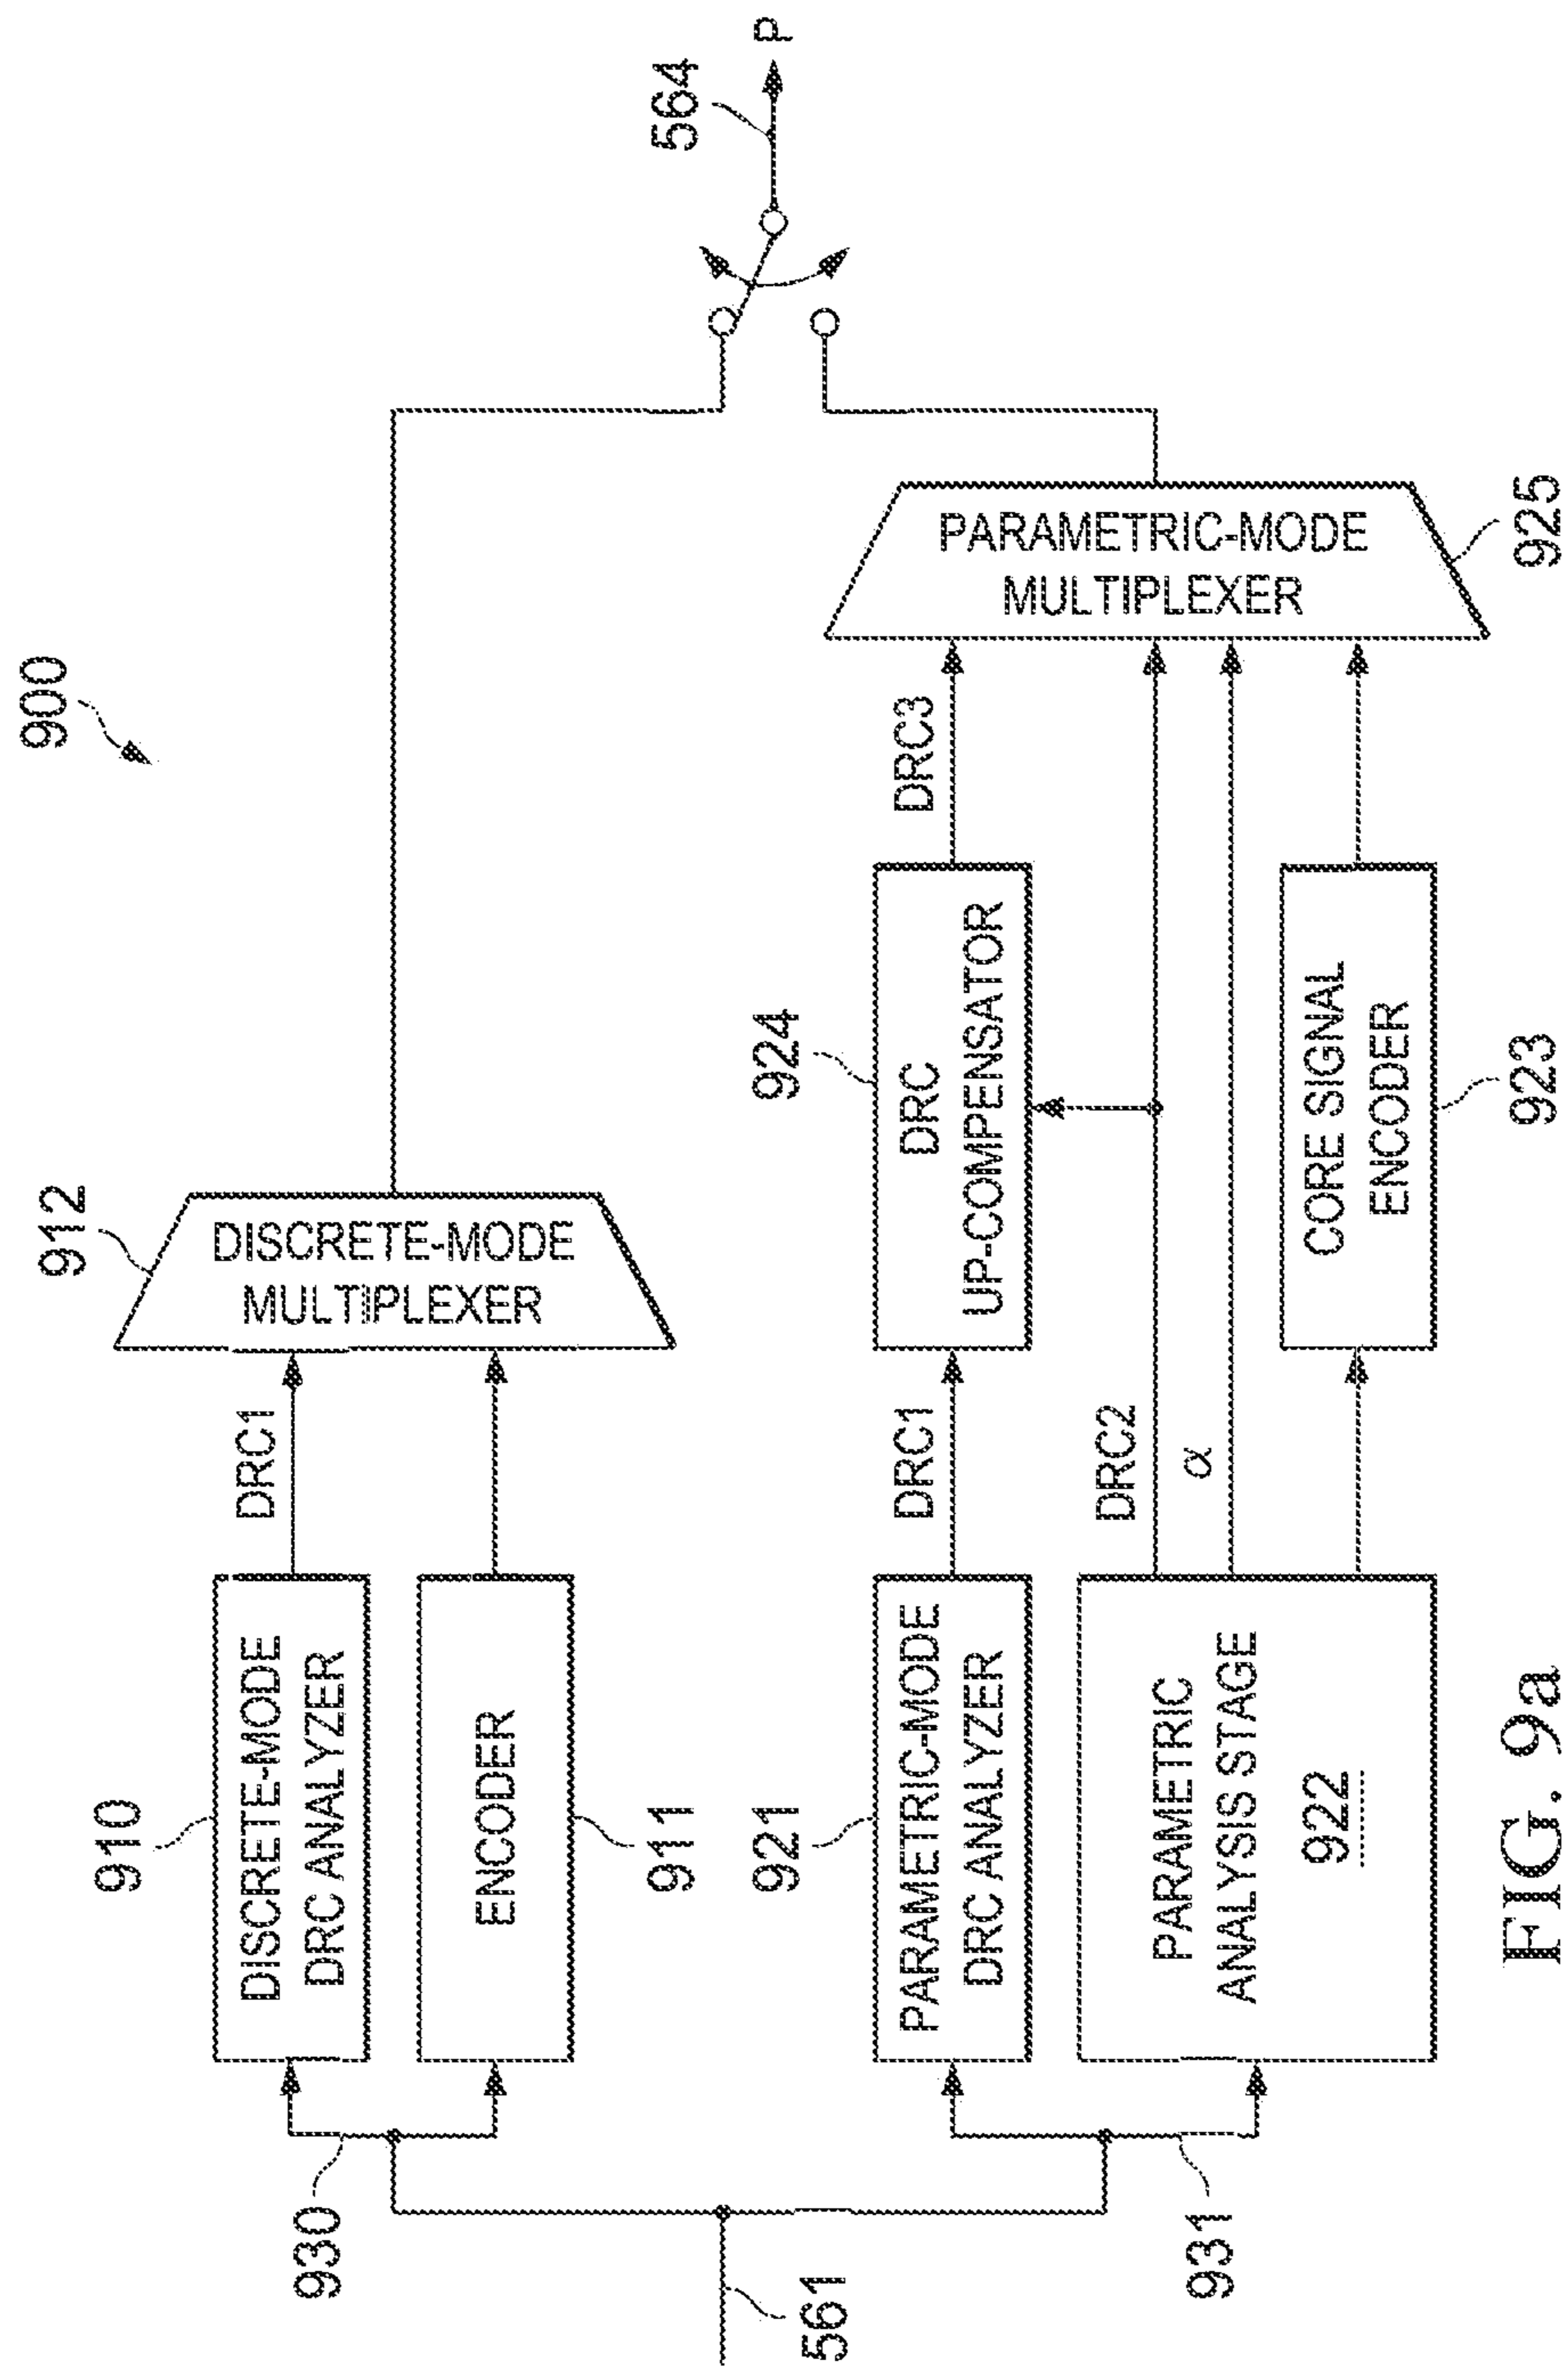 900
912
910
DISCRETE-MODE
DRC ANALYZER
DRC1
DISCRETE-MODE
MULTIPLEXER
ENCODER
911
930
561
564
P
921
PARAMETRIC-MODE
DRC ANALYZER
DRC1
924
DRC
UP-COMPENSATOR
DRC3
PARAMETRIC-MODE
MULTIPLEXER
925
931
PARAMETRIC
ANALYSIS STAGE
922
DRC2
α
CORE SIGNAL
ENCODER
923
FIG. 9a